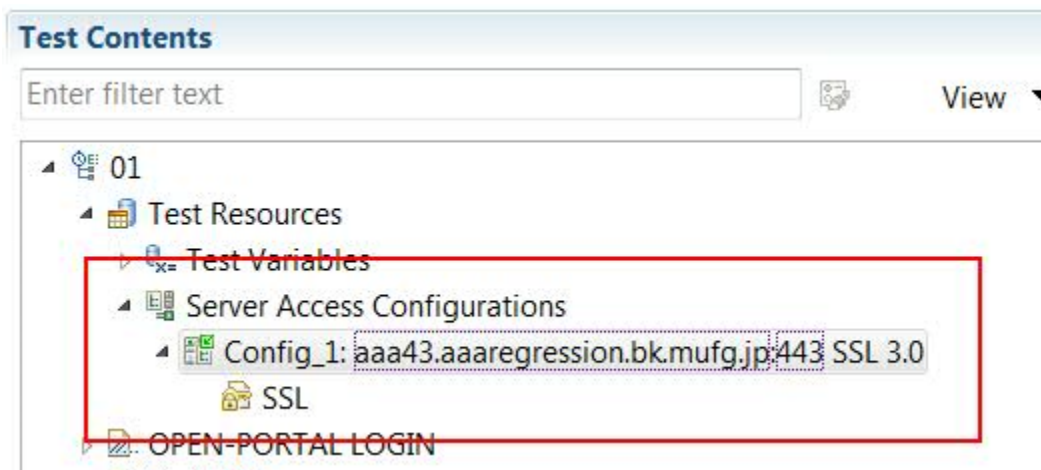 Test Contents
Enter filter text
View
01
Test Resources
Test Variables
Server Access Configurations
Config_1: aaa43.aaaregression.bk.mufg.jp:443 SSL 3.0
SSL
OPEN-PORTAL LOGIN